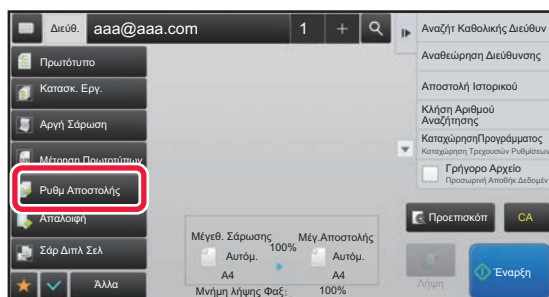 Διεύθ. aaa@aaa.com 1 +
Πρωτότυπο
Κατασκ. Εργ.
Αργή Σάρωση
Μέτρηση Πρωτοτύπων
Ρυθμ Αποστολής
Απαλοιφή
Σάρ Διπλ Σελ
Άλλα
Μέγεθ. Σάρωσης 100% Μέγ.Αποστολής
Αυτόμ. Αυτόμ.
A4 A4
Μνήμη λήψης Φαξ: 100%
Αναζήτ Καθολικής Διεύθυν
Αναθεώρηση Διεύθυνσης
Αποστολή Ιστορικού
Κλήση Αριθμού
Αναζήτησης
ΚαταχώρησηΠρογράμματος
Καταχώρηση Τρεχουσών Ρυθμίσεων
Γρήγορο Αρχείο
Προσωρινή Αποθήκ Δεδομέν
Προεπισκόπ CA
Λήψη Έναρξη